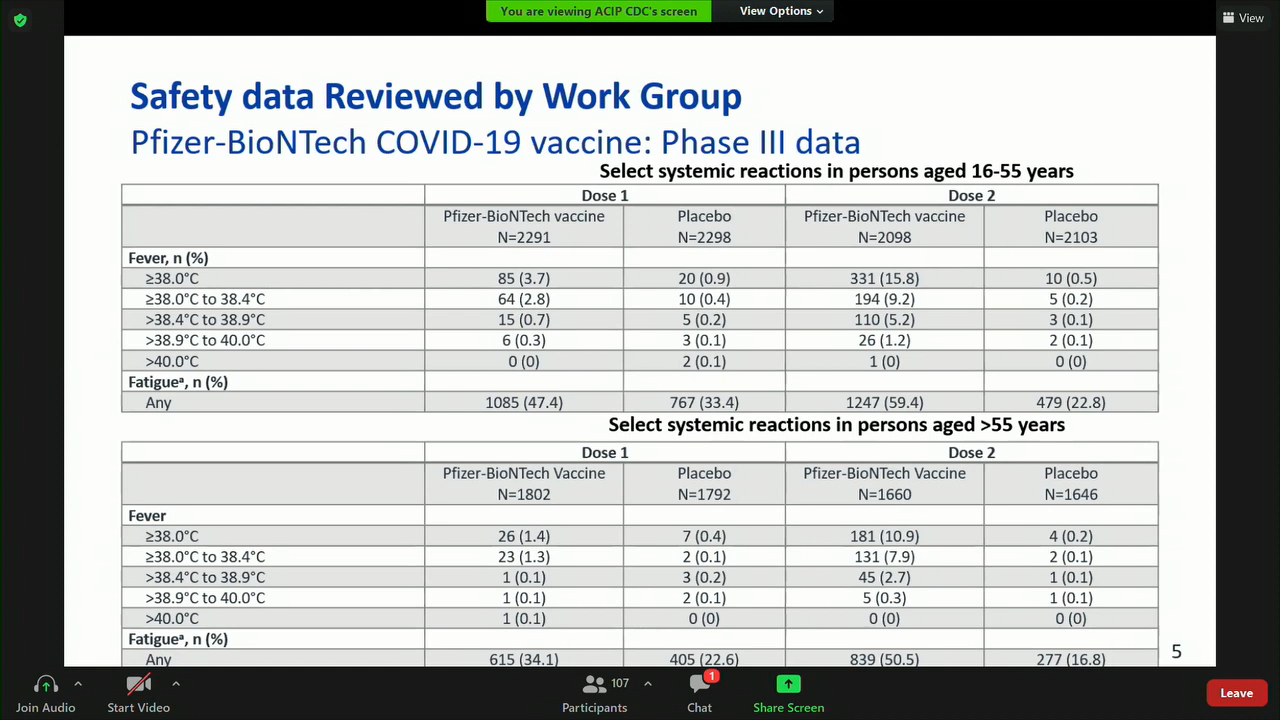 You are viewing ACIP CDC's screen View Options
View
Safety data Reviewed by Work Group
Pfizer-BioNTech COVID-19 vaccine: Phase III data
Select systemic reactions in persons aged 16-55 years
Dose 1 Dose 2
Pfizer-BioNTech vaccine Placebo Pfizer-BioNTech vaccine Placebo
N=2291 N=2298 N=2098 N=2103
Fever, n (%)
≥38.0°C 85 (3.7) 20 (0.9) 331 (15.8) 10 (0.5)
≥38.0°C to 38.4°C 64 (2.8) 10 (0.4) 194 (9.2) 5 (0.2)
>38.4°C to 38.9°C 15 (0.7) 5 (0.2) 110 (5.2) 3 (0.1)
>38.9°C to 40.0°C 6 (0.3) 3 (0.1) 26 (1.2) 2 (0.1)
>40.0°C 0 (0) 2 (0.1) 1 (0) 0 (0)
Fatigueᵃ, n (%)
Any 1085 (47.4) 767 (33.4) 1247 (59.4) 479 (22.8)
Select systemic reactions in persons aged >55 years
Dose 1 Dose 2
Pfizer-BioNTech Vaccine Placebo Pfizer-BioNTech Vaccine Placebo
N=1802 N=1792 N=1660 N=1646
Fever
≥38.0°C 26 (1.4) 7 (0.4) 181 (10.9) 4 (0.2)
≥38.0°C to 38.4°C 23 (1.3) 2 (0.1) 131 (7.9) 2 (0.1)
>38.4°C to 38.9°C 1 (0.1) 3 (0.2) 45 (2.7) 1 (0.1)
>38.9°C to 40.0°C 1 (0.1) 2 (0.1) 5 (0.3) 1 (0.1)
>40.0°C 1 (0.1) 0 (0) 0 (0) 0 (0)
Fatigueᵃ, n (%)
Any 615 (34.1) 405 (22.6) 839 (50.5) 277 (16.8)
5
107 1
Join Audio Start Video Participants Chat Share Screen Leave